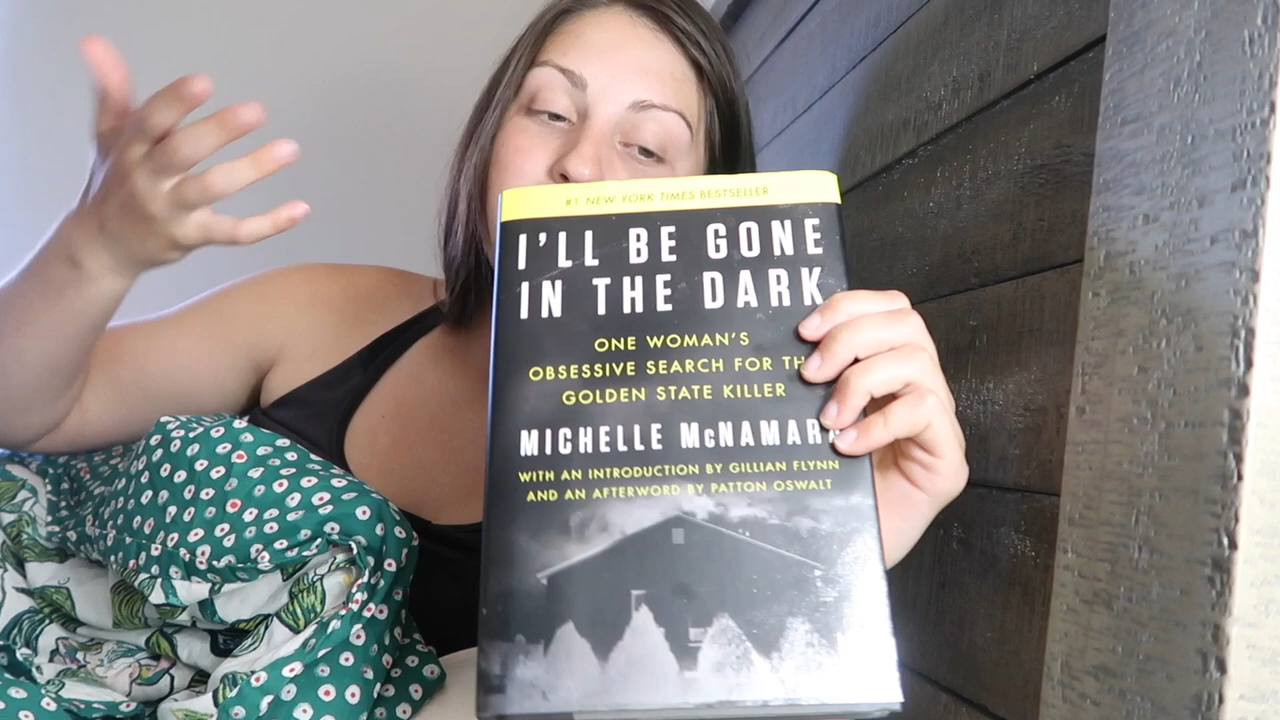 #1 NEW YORK TIMES BESTSELLER
I'LL BE GONE
IN THE DARK
ONE WOMAN'S
OBSESSIVE SEARCH FOR TH
GOLDEN STATE KILLER
MICHELLE McNAMARA
WITH AN INTRODUCTION BY GILLIAN FLYNN
AND AN AFTERWORD BY PATTON OSWALT